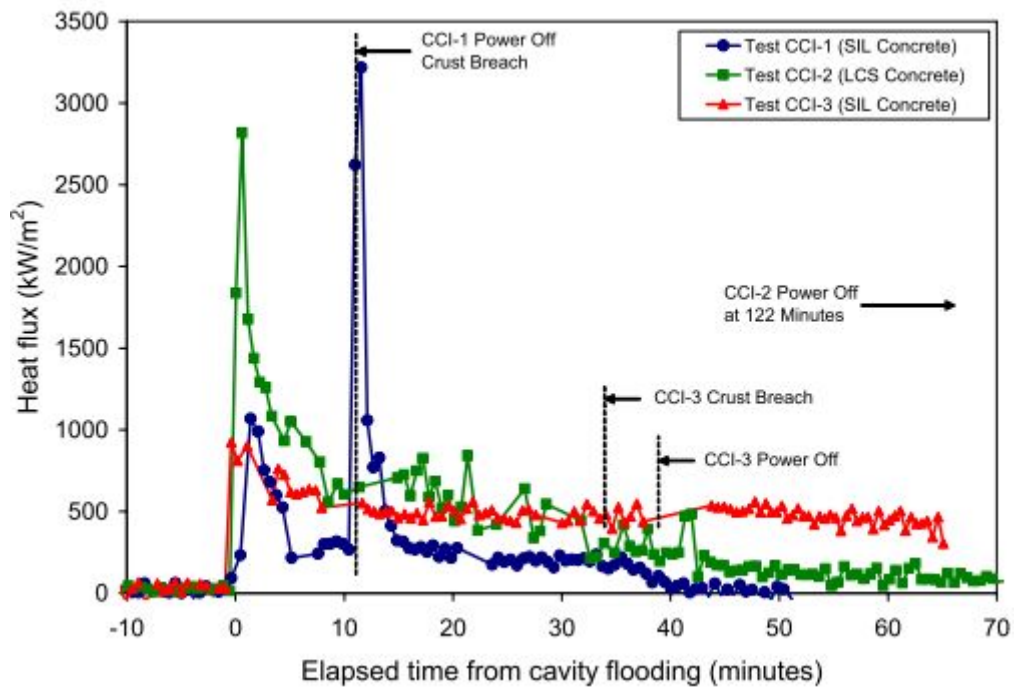 3500
3000
2500
2000
1500
1000
500
0
Heat flux (kW/m²)
CCI-1 Power Off
Crust Breach
Test CCI-1 (SIL Concrete)
Test CCI-2 (LCS Concrete)
Test CCI-3 (SIL Concrete)
CCI-2 Power Off
at 122 Minutes
CCI-3 Crust Breach
CCI-3 Power Off
-10 0 10 20 30 40 50 60 70
Elapsed time from cavity flooding (minutes)